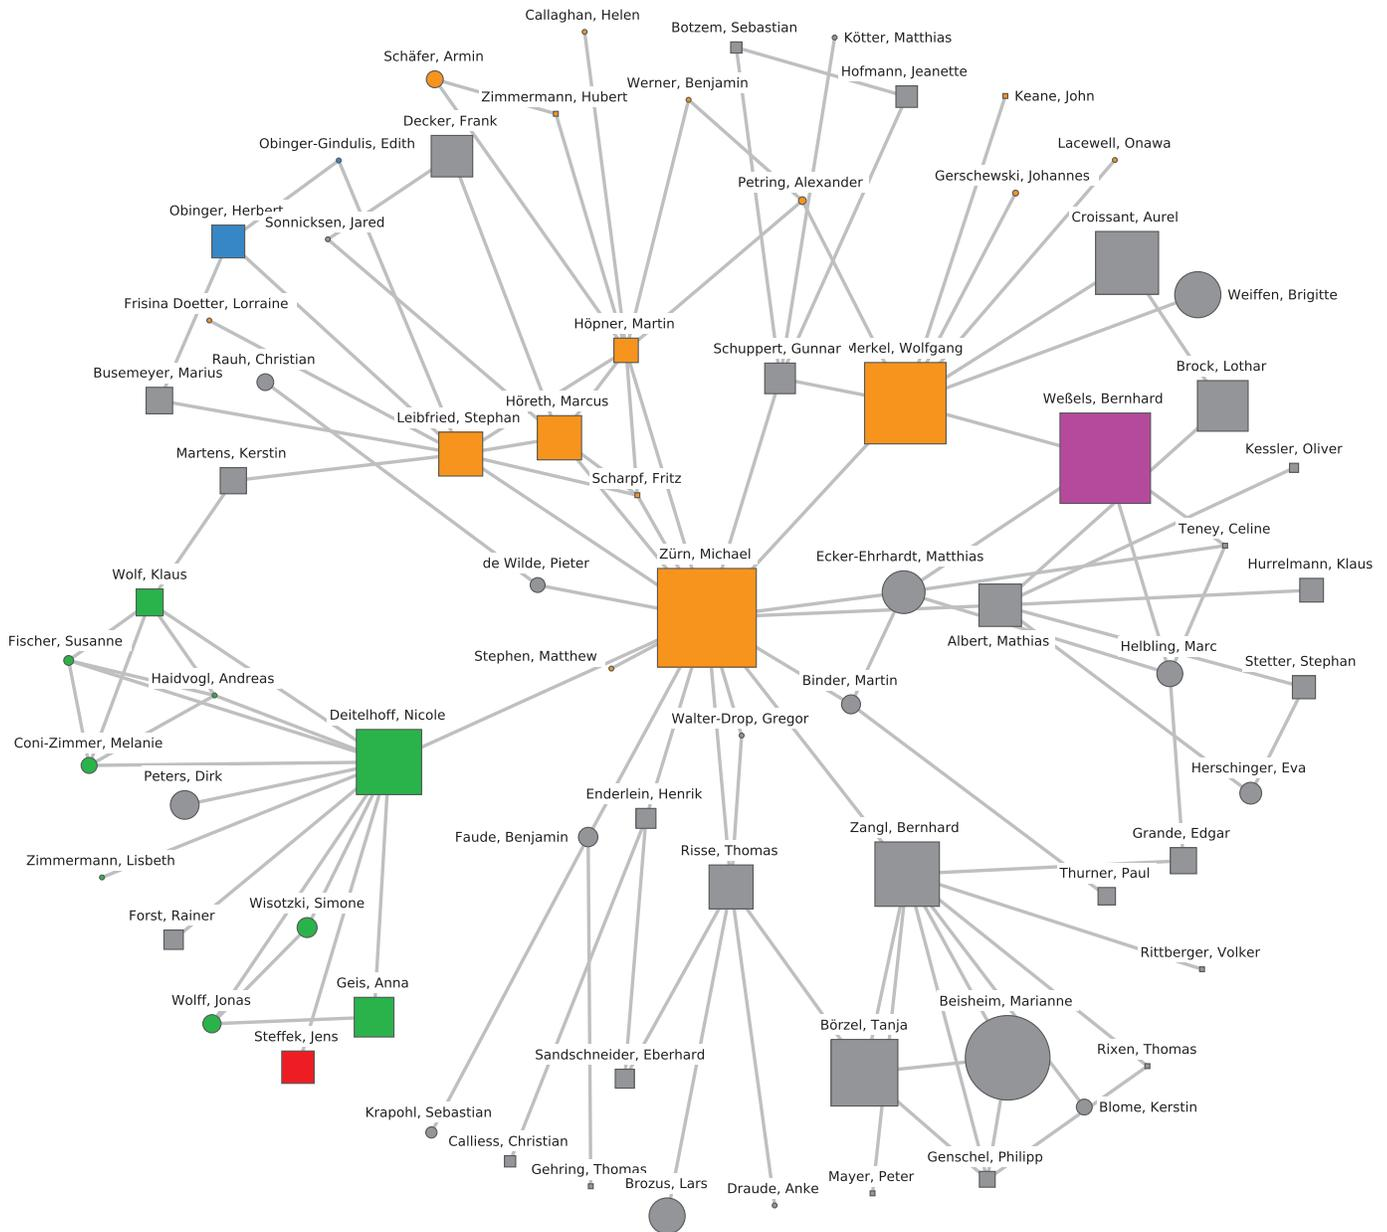 Callaghan, Helen
Botzem, Sebastian
Kötter, Matthias
Schäfer, Armin
Hofmann, Jeanette
Werner, Benjamin
Zimmermann, Hubert
Keane, John
Decker, Frank
Obinger-Gindulis, Edith
Lacewell, Onawa
Gerschewski, Johannes
Petring, Alexander
Obinger, Herbert
Sonnicksen, Jared
Croissant, Aurel
Weiffen, Brigitte
Frisina Doetter, Lorraine
Höpner, Martin
Schuppert, Gunnar
Merkel, Wolfgang
Rauh, Christian
Busemeyer, Marius
Brock, Lothar
Höreth, Marcus
Weßels, Bernhard
Leibfried, Stephan
Martens, Kerstin
Kessler, Oliver
Scharpf, Fritz
Teney, Celine
Zürn, Michael
Ecker-Ehrhardt, Matthias
de Wilde, Pieter
Hurrelmann, Klaus
Wolf, Klaus
Fischer, Susanne
Albert, Mathias
Helbling, Marc
Stephen, Matthew
Stetter, Stephan
Haidvogl, Andreas
Binder, Martin
Deitelhoff, Nicole
Walter-Drop, Gregor
Coni-Zimmer, Melanie
Herschinger, Eva
Peters, Dirk
Enderlein, Henrik
Zangl, Bernhard
Grande, Edgar
Faude, Benjamin
Risse, Thomas
Zimmermann, Lisbeth
Thurner, Paul
Wisotzki, Simone
Forst, Rainer
Rittberger, Volker
Geis, Anna
Wolff, Jonas
Beisheim, Marianne
Börzel, Tanja
Steffek, Jens
Rixen, Thomas
Sandschneider, Eberhard
Blome, Kerstin
Krapohl, Sebastian
Calliess, Christian
Genschel, Philipp
Gehring, Thomas
Mayer, Peter
Brozus, Lars
Draude, Anke